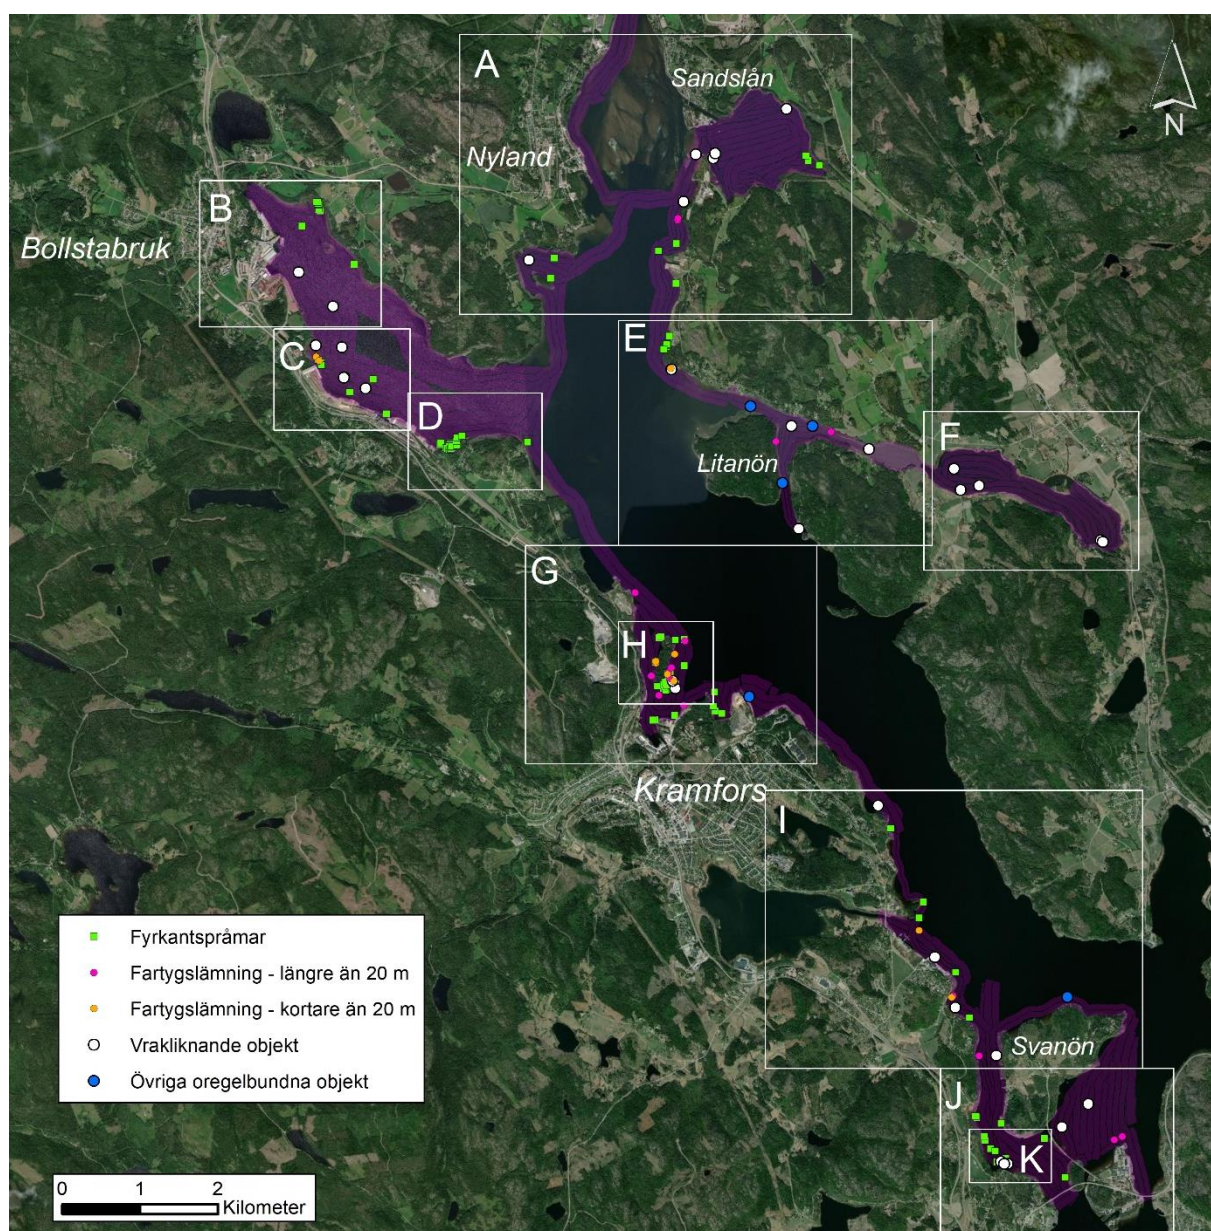 A
Sandslån
N
Nyland
B
Bollstabruk
E
C
D
F
Litanön
G
H
Kramfors
I
Fyrkantspråmar
Fartygslämning - längre än 20 m
Fartygslämning - kortare än 20 m
Vrakliknande objekt
Övriga oregelbundna objekt
Svanön
J
K
0 1 2
Kilometer